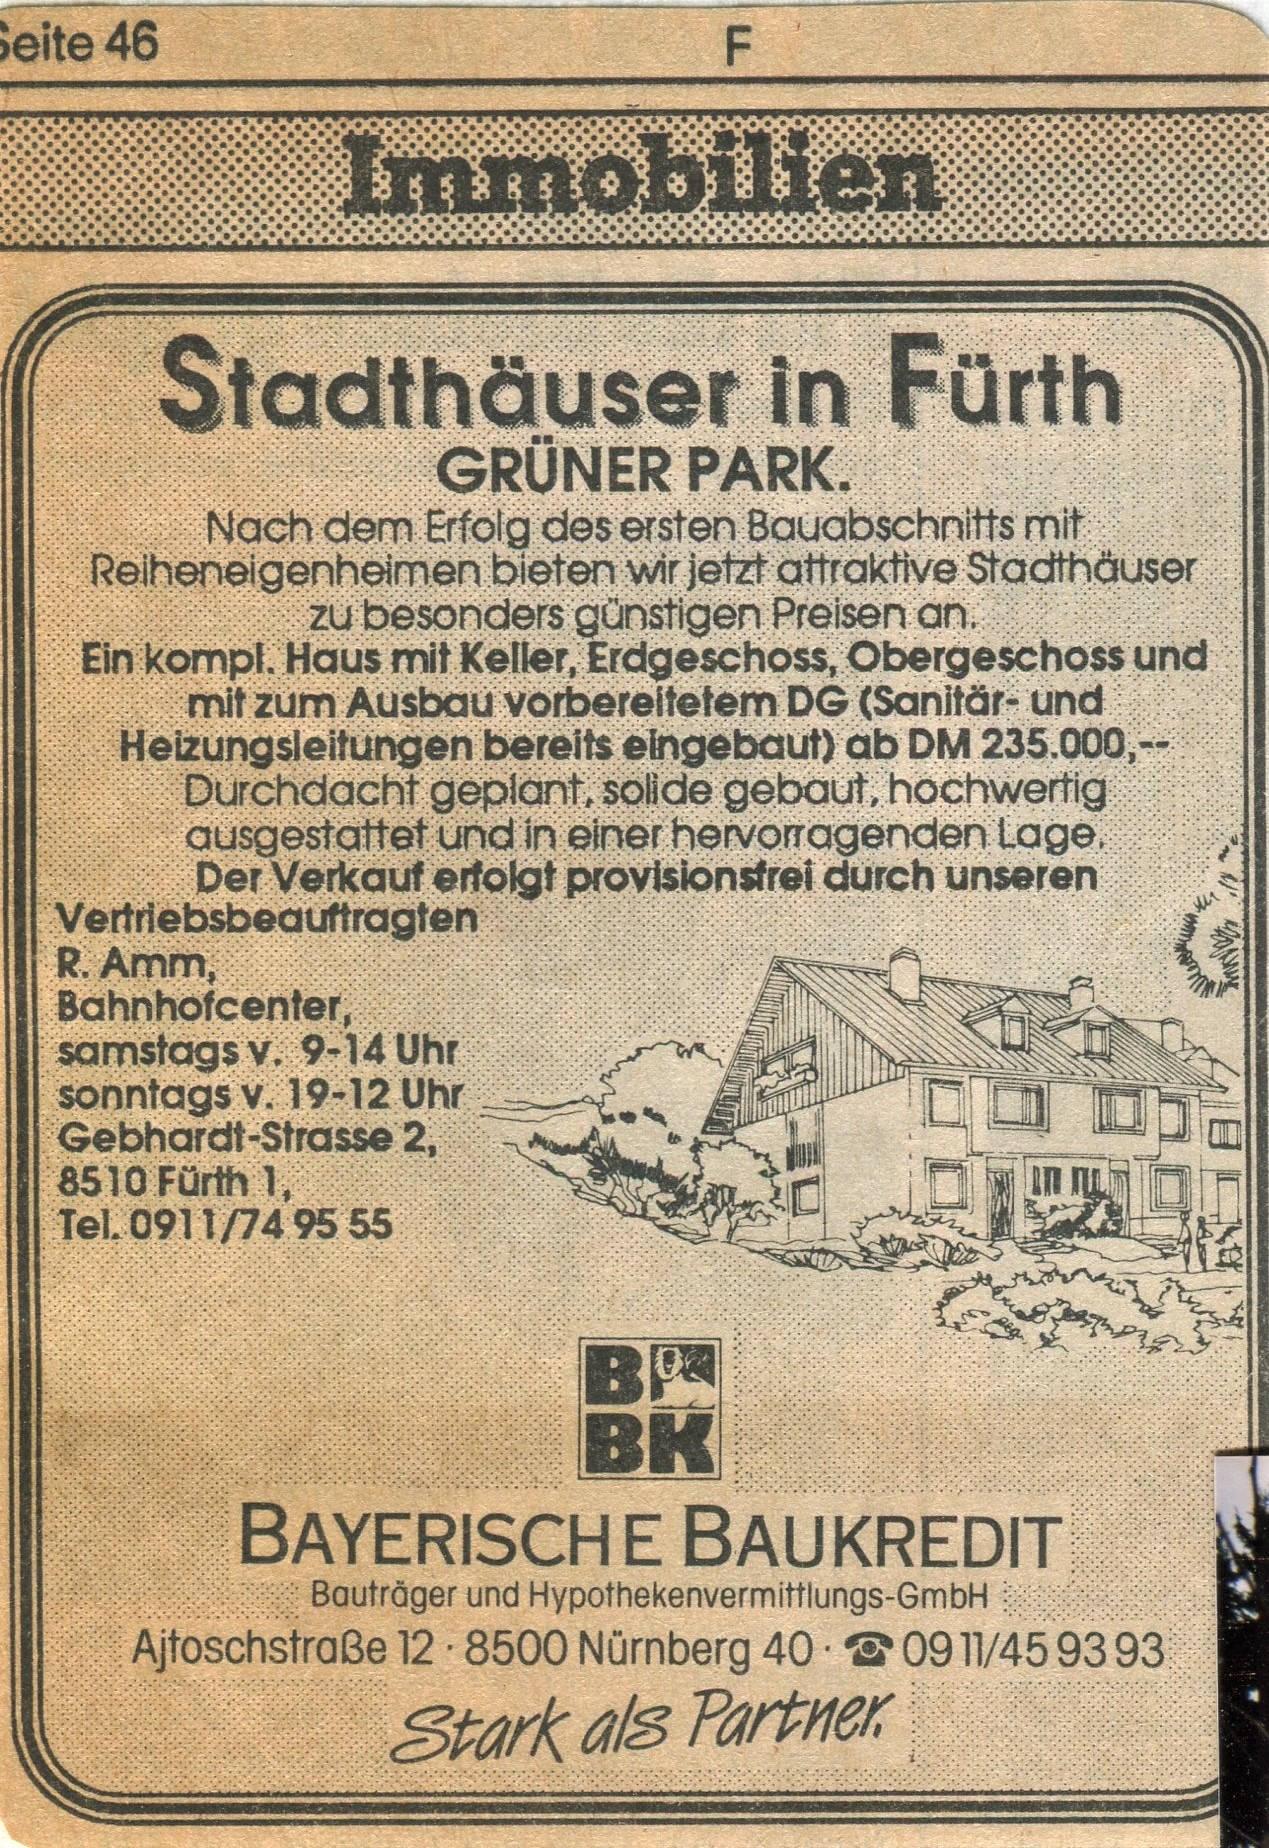 Seite 46
F
Immobilien
Stadthäuser in Fürth
GRÜNER PARK.
Nach dem Erfolg des ersten Bauabschnitts mit
Reiheneigenheimen bieten wir jetzt attraktive Stadthäuser
zu besonders günstigen Preisen an.
Ein kompl. Haus mit Keller, Erdgeschoss, Obergeschoss und
mit zum Ausbau vorbereitetem DG (Sanitär- und
Heizungsleitungen bereits eingebaut) ab DM 235.000,--
Durchdacht geplant, solide gebaut, hochwertig
ausgestattet und in einer hervorragenden Lage.
Der Verkauf erfolgt provisionsfrei durch unseren
Vertriebsbeauftragten
R. Amm,
Bahnhofcenter,
samstags v. 9-14 Uhr
sonntags v. 19-12 Uhr
Gebhardt-Strasse 2,
8510 Fürth 1,
Tel. 0911/74 95 55
B
BK
BAYERISCHE BAUKREDIT
Bauträger und Hypothekenvermittlungs-GmbH
Ajtoschstraße 12 · 8500 Nürnberg 40 · ☎ 0911/45 93 93
Stark als Partner.